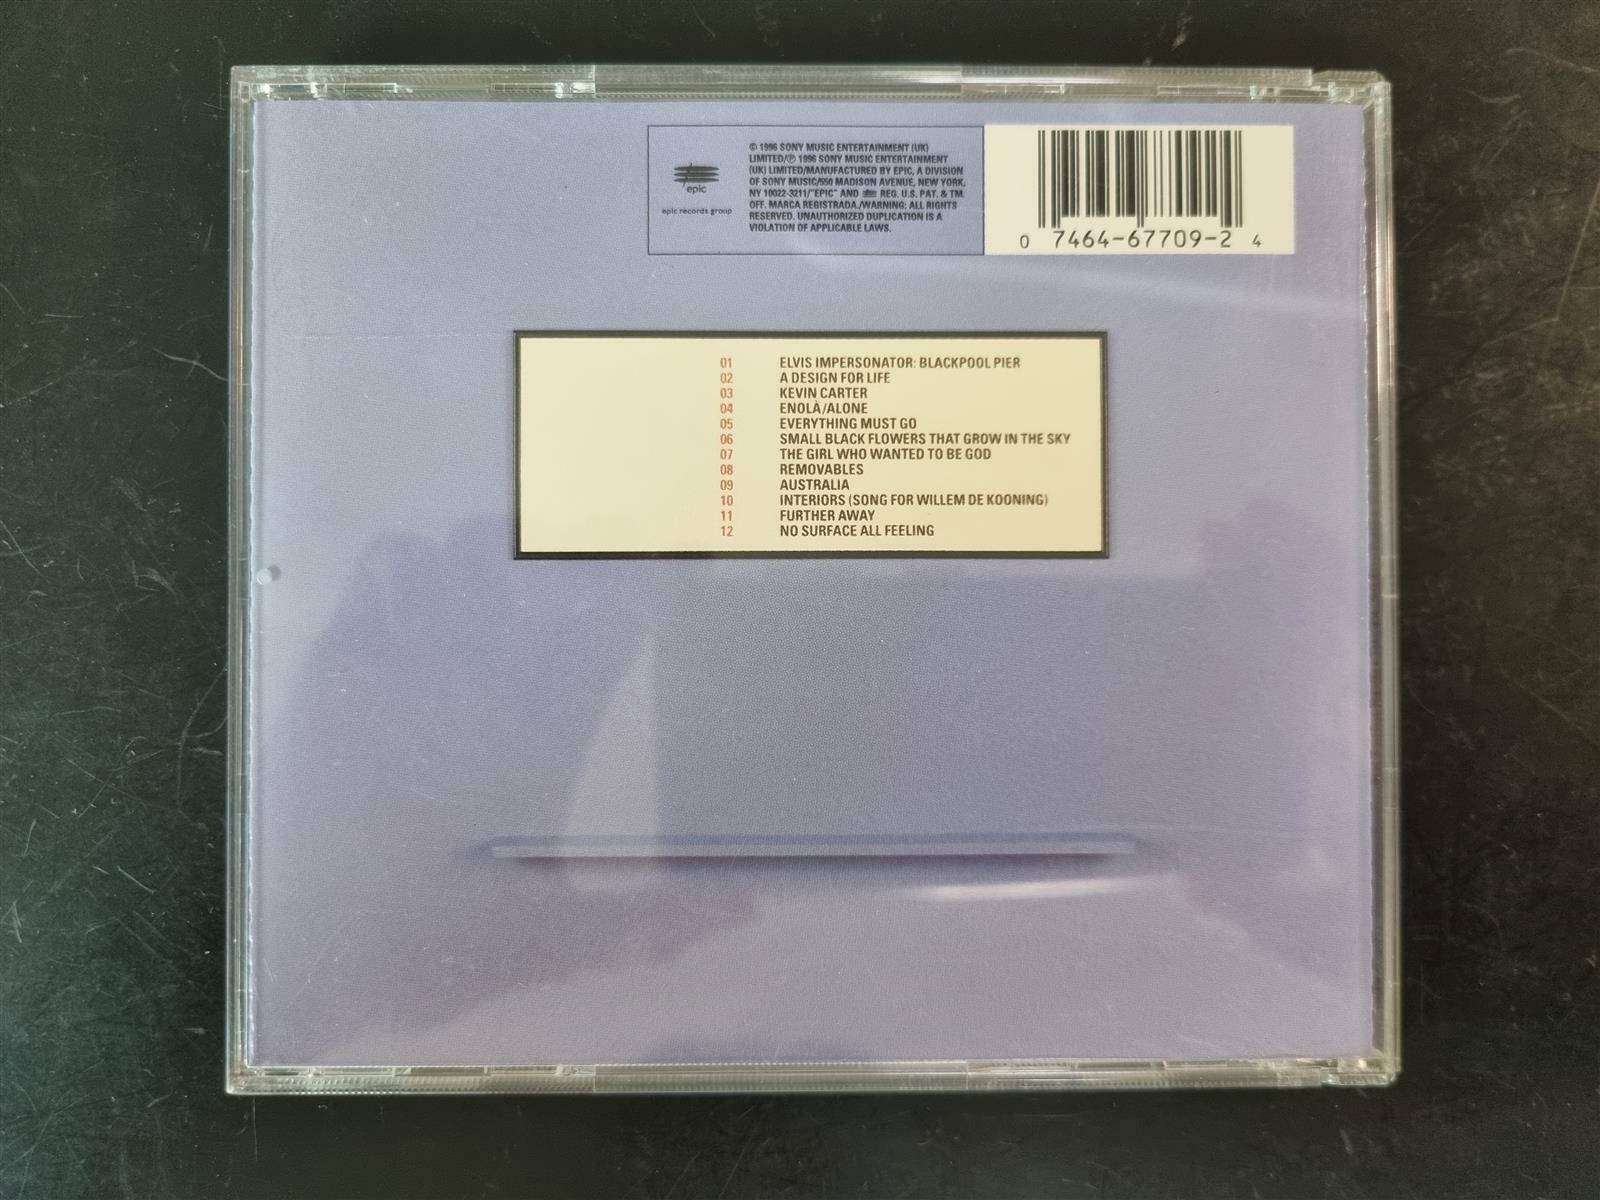 epic
epic records group
© 1996 SONY MUSIC ENTERTAINMENT (UK)
LIMITED/℗ 1996 SONY MUSIC ENTERTAINMENT
(UK) LIMITED/MANUFACTURED BY EPIC, A DIVISION
OF SONY MUSIC/550 MADISON AVENUE, NEW YORK,
NY 10022-3211/"EPIC" AND REG. U.S. PAT. & TM.
OFF. MARCA REGISTRADA./WARNING: ALL RIGHTS
RESERVED. UNAUTHORIZED DUPLICATION IS A
VIOLATION OF APPLICABLE LAWS.
0 7464-67709-2 4
01 ELVIS IMPERSONATOR: BLACKPOOL PIER
02 A DESIGN FOR LIFE
03 KEVIN CARTER
04 ENOLÀ/ALONE
05 EVERYTHING MUST GO
06 SMALL BLACK FLOWERS THAT GROW IN THE SKY
07 THE GIRL WHO WANTED TO BE GOD
08 REMOVABLES
09 AUSTRALIA
10 INTERIORS (SONG FOR WILLEM DE KOONING)
11 FURTHER AWAY
12 NO SURFACE ALL FEELING